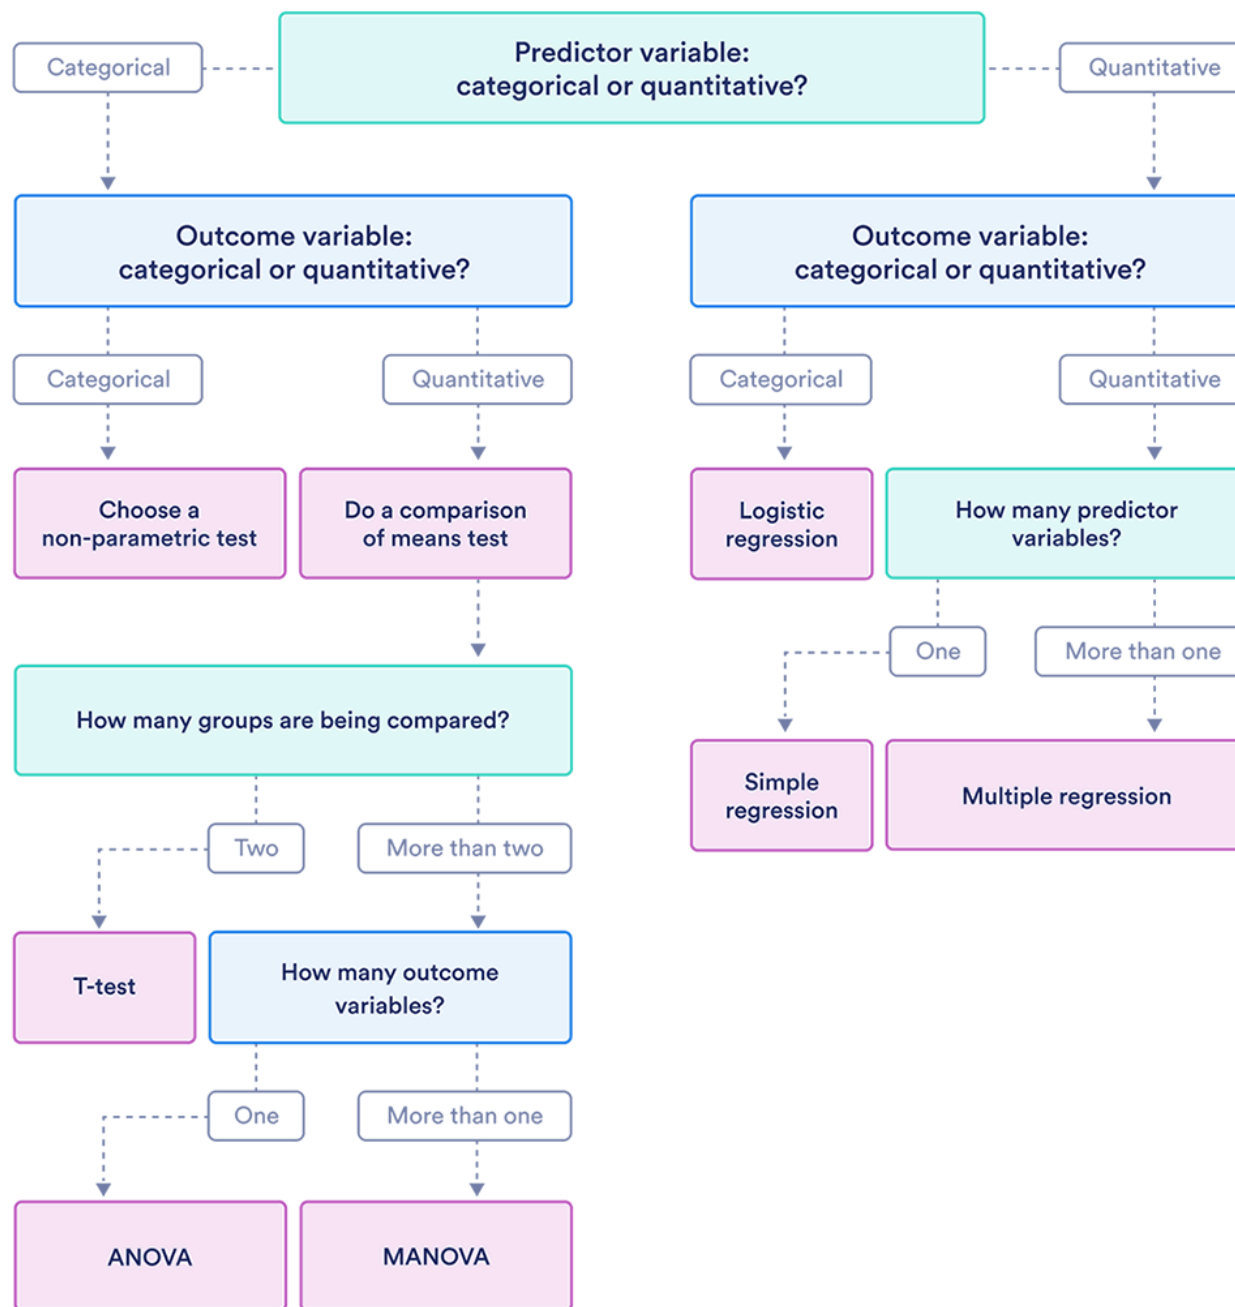 Predictor variable:
categorical or quantitative?
Categorical
Quantitative
Outcome variable:
categorical or quantitative?
Outcome variable:
categorical or quantitative?
Categorical
Quantitative
Categorical
Quantitative
Choose a
non-parametric test
Do a comparison
of means test
Logistic
regression
How many predictor
variables?
One
More than one
How many groups are being compared?
Simple
regression
Multiple regression
Two
More than two
T-test
How many outcome
variables?
One
More than one
ANOVA
MANOVA